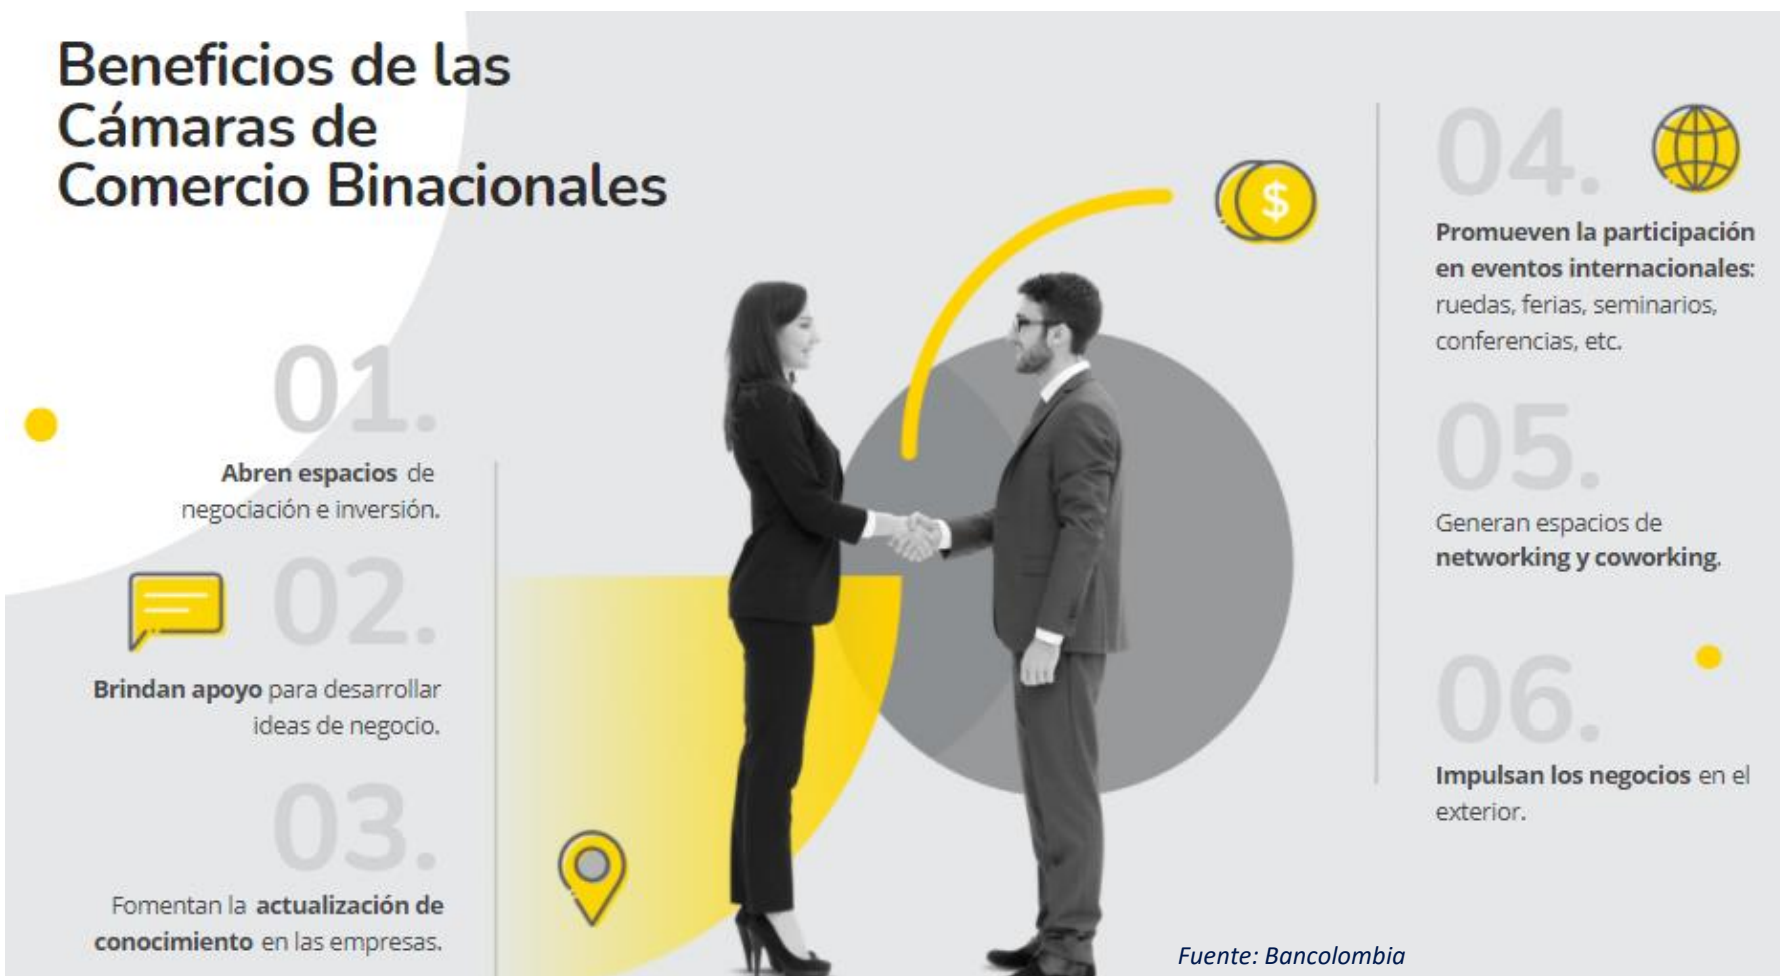 Beneficios de las
Cámaras de
Comercio Binacionales
01.
Abren espacios de
negociación e inversión.
02.
Brindan apoyo para desarrollar
ideas de negocio.
03.
Fomentan la actualización de
conocimiento en las empresas.
$
04.
Promueven la participación
en eventos internacionales:
ruedas, ferias, seminarios,
conferencias, etc.
05.
Generan espacios de
networking y coworking.
06.
Impulsan los negocios en el
exterior.
Fuente: Bancolombia